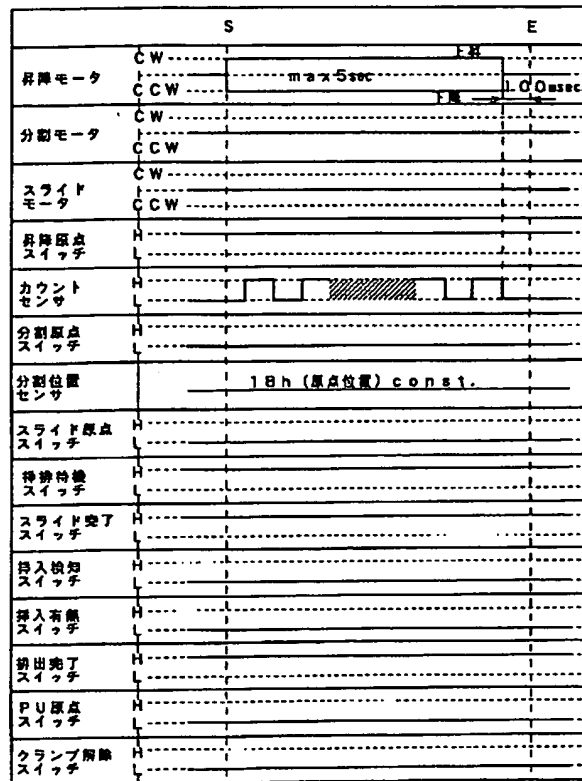 S E
昇降モータ CW 上昇
max5sec
CCW 下降 100msec
分割モータ CW
CCW
スライド
モータ
CW
CCW
昇降原点
スイッチ
H
L
カウント
センサ
H
L
分割原点
スイッチ
H
L
分割位置
センサ
18h(原点位置)const.
スライド原点
スイッチ
H
L
挿排待機
スイッチ
H
L
スライド完了
スイッチ
H
L
挿入検知
スイッチ
H
L
挿入有無
スイッチ
H
L
排出完了
スイッチ
H
L
PU原点
スイッチ
H
L
クランプ解除
スイッチ
H
L